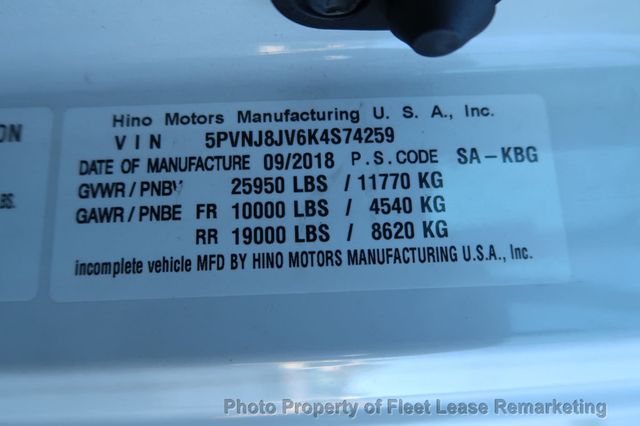 Hino Motors Manufacturing U. S. A., Inc.
VIN 5PVNJ8JV6K4S74259
DATE OF MANUFACTURE 09/2018 P.S.CODE SA-KBG
GVWR / PNBV 25950 LBS / 11770 KG
GAWR / PNBE FR 10000 LBS / 4540 KG
RR 19000 LBS / 8620 KG
incomplete vehicle MFD BY HINO MOTORS MANUFACTURING U.S.A., Inc.
ON
BS.
Photo Property of Fleet Lease Remarketing